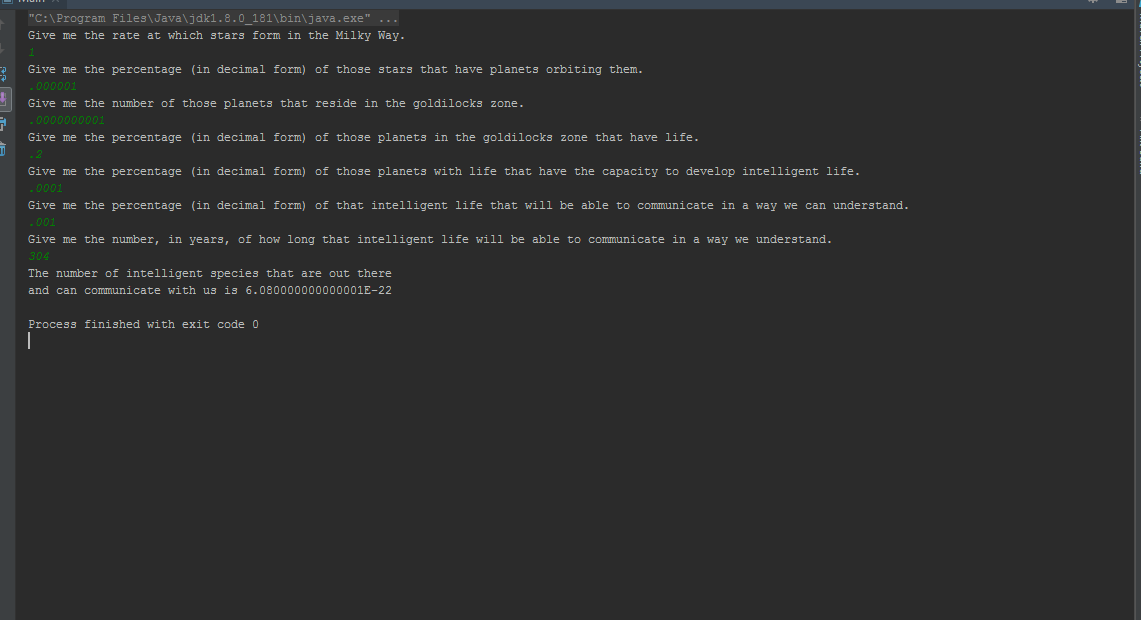 Main
"C:\Program Files\Java\jdk1.8.0_181\bin\java.exe" ...
Give me the rate at which stars form in the Milky Way.
1
Give me the percentage (in decimal form) of those stars that have planets orbiting them.
.000001
Give me the number of those planets that reside in the goldilocks zone.
.0000000001
Give me the percentage (in decimal form) of those planets in the goldilocks zone that have life.
.2
Give me the percentage (in decimal form) of those planets with life that have the capacity to develop intelligent life.
.0001
Give me the percentage (in decimal form) of that intelligent life that will be able to communicate in a way we can understand.
.001
Give me the number, in years, of how long that intelligent life will be able to communicate in a way we understand.
304
The number of intelligent species that are out there
and can communicate with us is 6.080000000000001E-22
Process finished with exit code 0